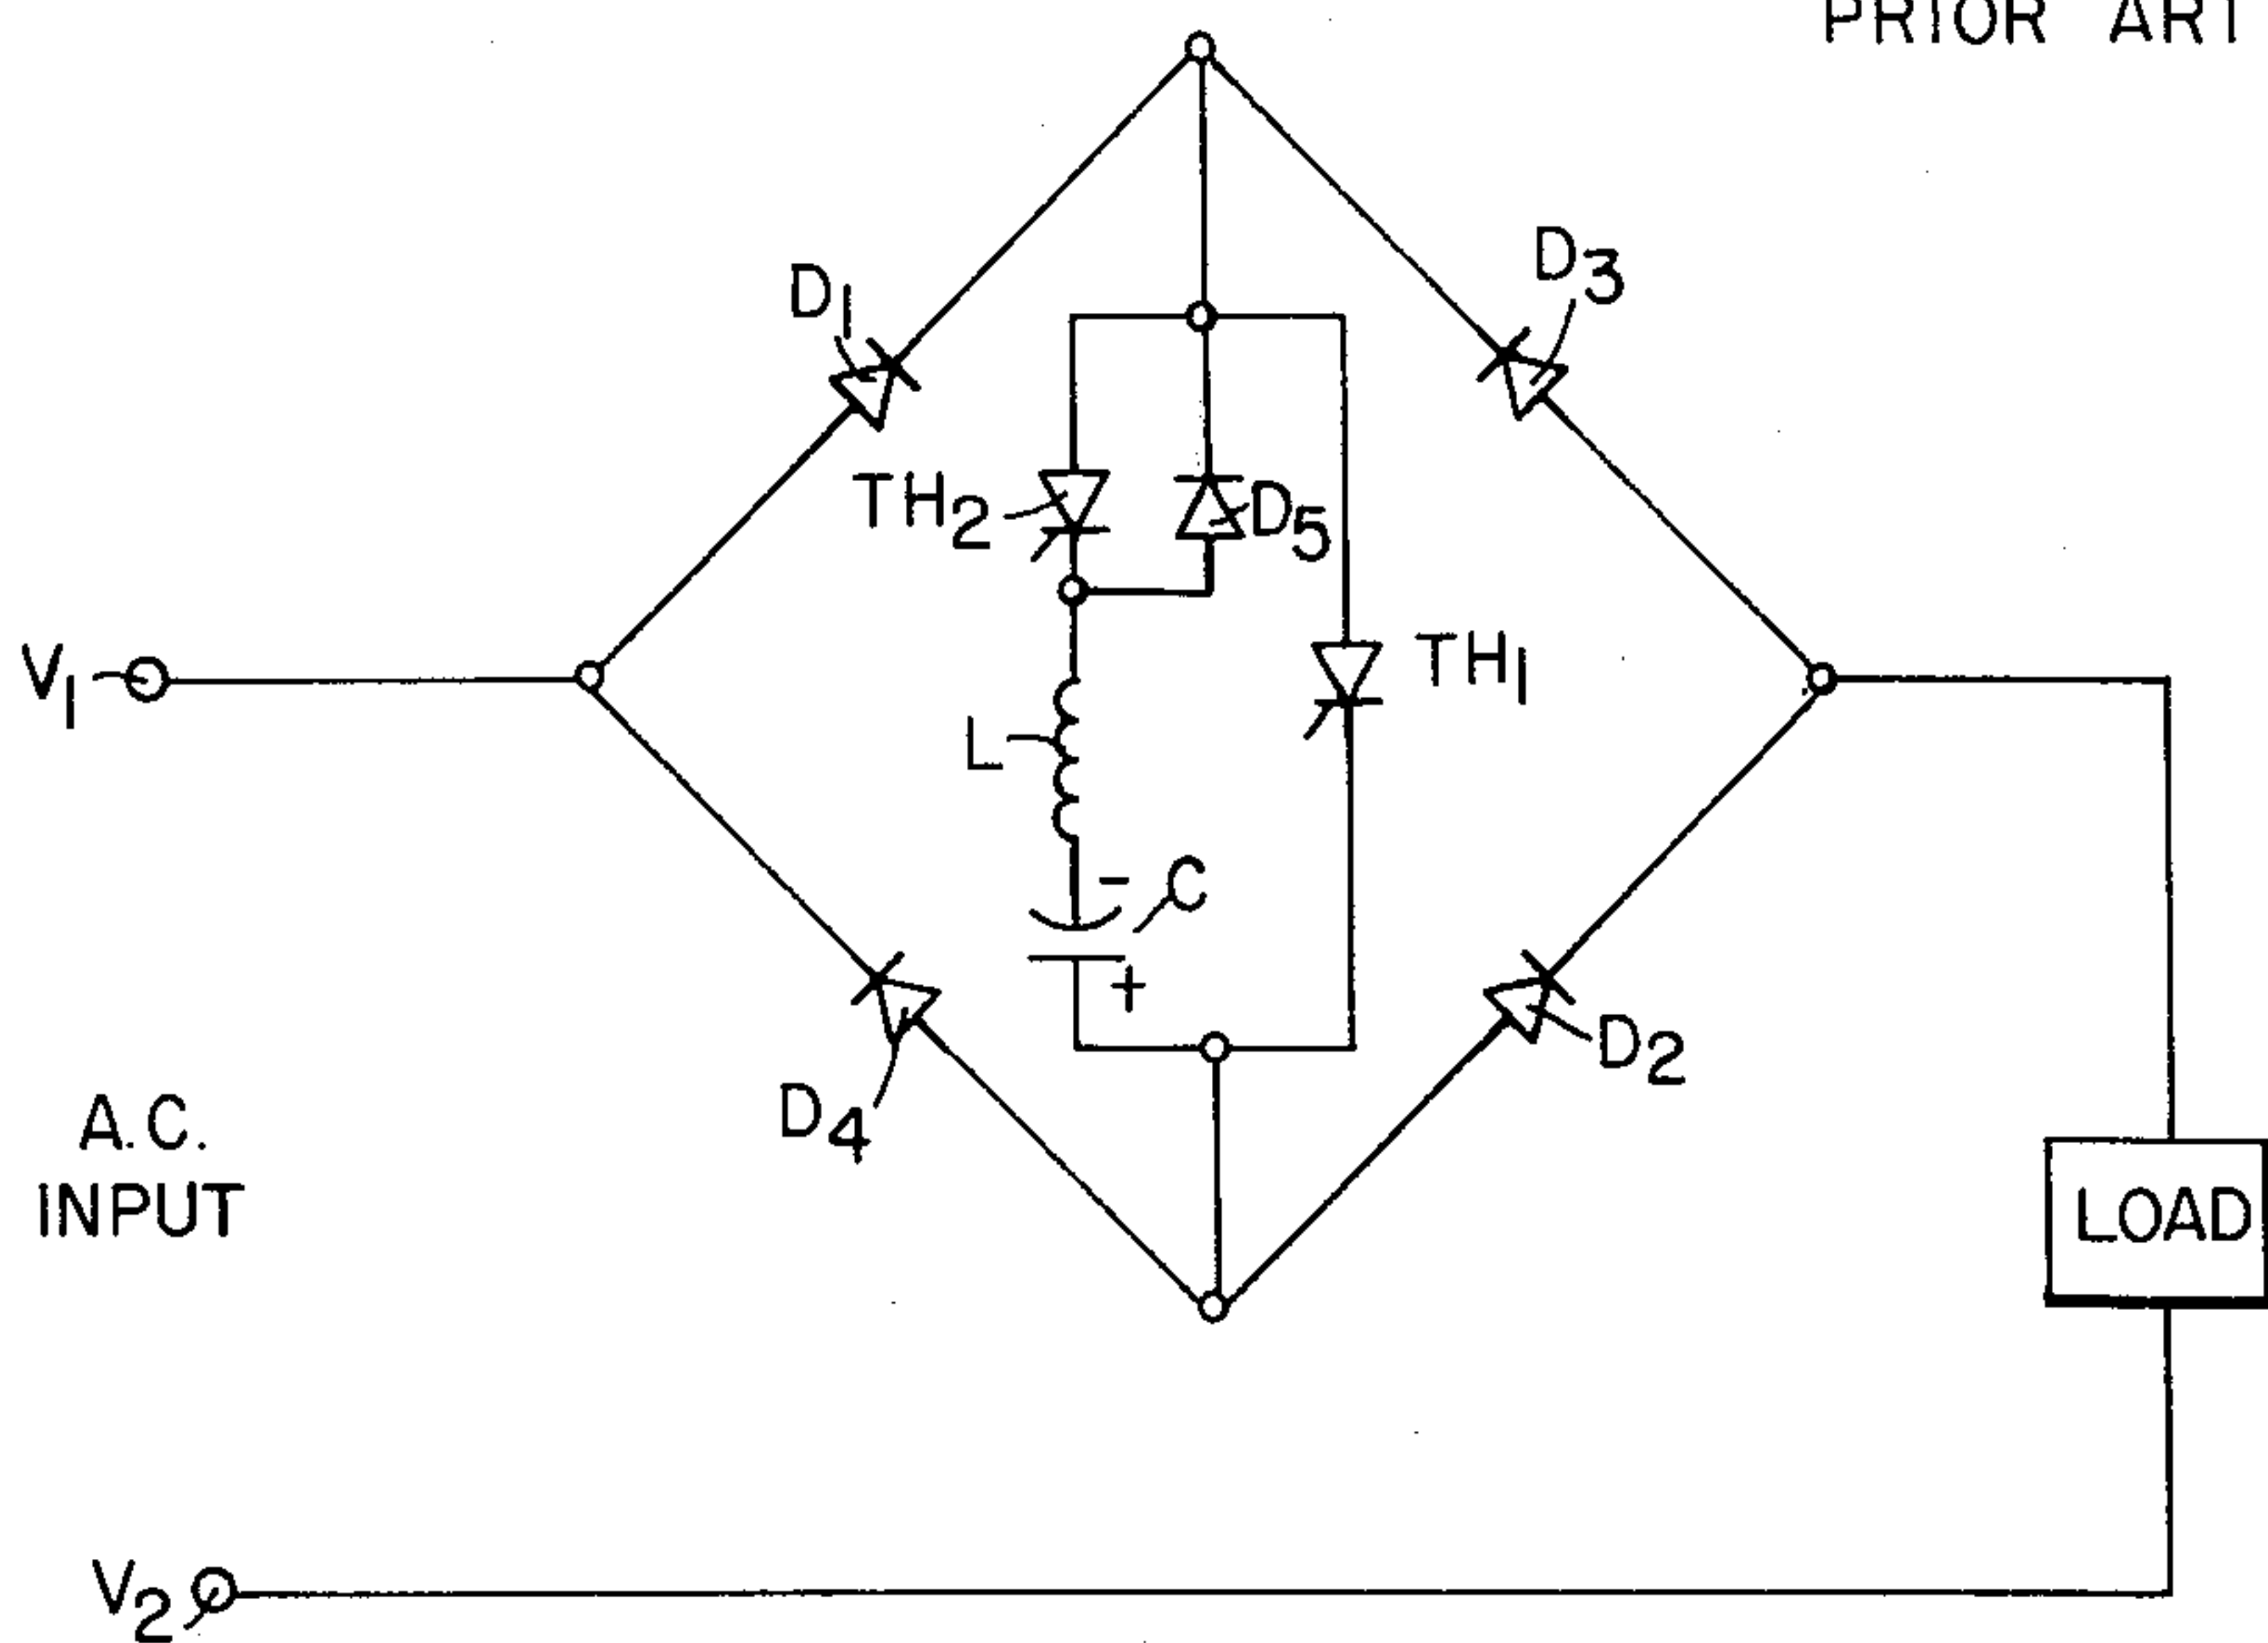 PRIOR ART
D1
D3
TH2
D5
V1
TH1
L
- C
+
D2
D4
A.C.
INPUT
LOAD
V2